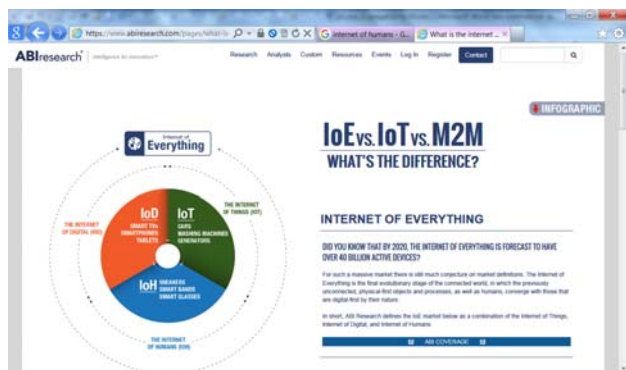 https://www.abiresearch.com/pages/what-is
internet of humans - G...
What is the internet ...
ABIresearch
Intelligence for Innovators
Research Analysts Custom Resources Events Log In Register Contact
INFOGRAPHIC
Internet of
Everything
IoE vs. IoT vs. M2M
WHAT'S THE DIFFERENCE?
THE INTERNET
OF DIGITAL (IOD)
IoD
SMART TVs
SMARTPHONES
TABLETS
IoT
CARS
WASHING MACHINES
GENERATORS
THE INTERNET
OF THINGS (IOT)
IoH
SNEAKERS
SMART BANDS
SMART GLASSES
THE INTERNET
OF HUMANS (IOH)
INTERNET OF EVERYTHING
DID YOU KNOW THAT BY 2020, THE INTERNET OF EVERYTHING IS FORECAST TO HAVE
OVER 40 BILLION ACTIVE DEVICES?
For such a massive market there is still much conjecture on market definitions. The Internet of
Everything is the final evolutionary stage of the connected world, in which the previously
unconnected, physical-first objects and processes, as well as humans, converge with those that
are digital-first by their nature.
In short, ABI Research defines the IoE market below as a combination of the Internet of Things,
Internet of Digital, and Internet of Humans
ABI COVERAGE